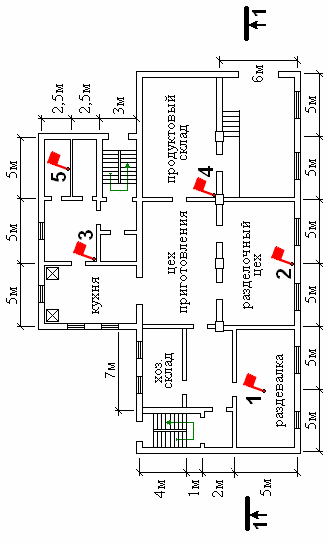 5м
5м
5м
2,5м
2,5м
3м
7м
кухня
3
5
хоз.
склад
цех
приготовления
продуктовый
склад
4
4м
1м
2м
5м
раздевалка
1
разделочный
цех
2
6м
5м
5м
5м
5м
5м
1
1